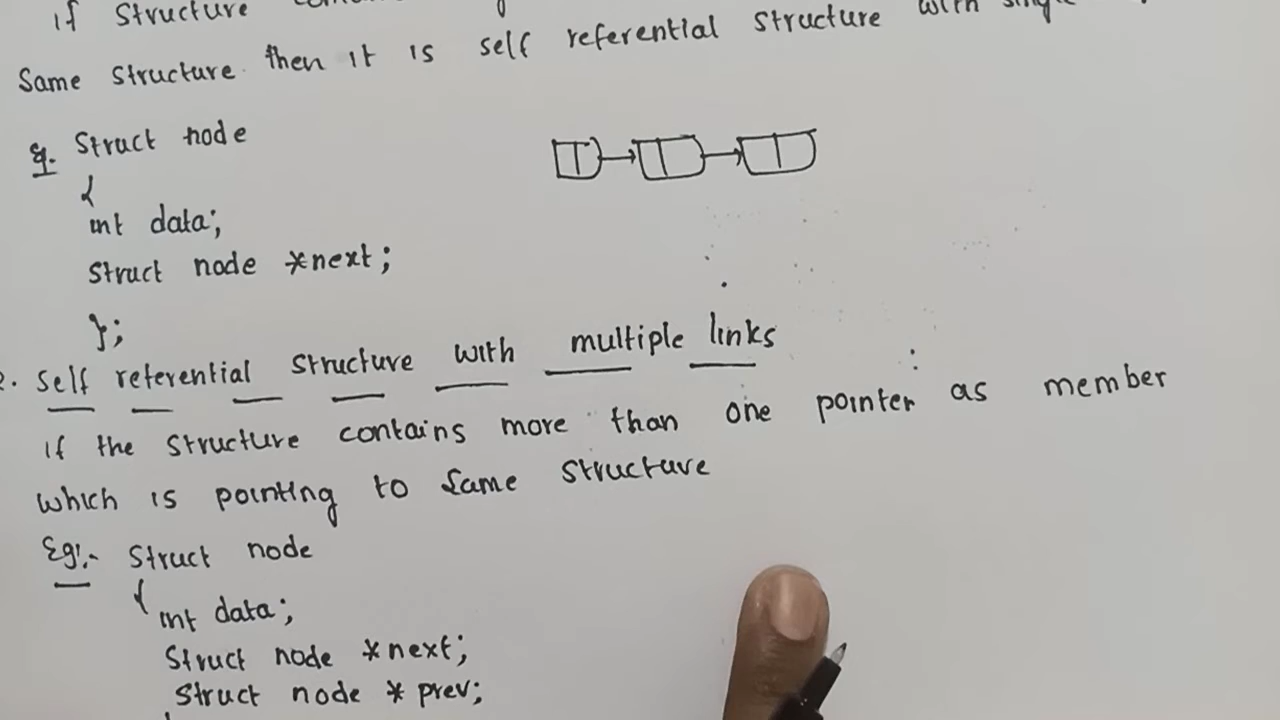 if Structure
Same Structure then it is self referential Structure with single
Eg. Struct node
{
int data;
Struct node *next;
};
2. Self referential structure with multiple links
if the structure contains more than one pointer as member
which is pointing to Same structure
Eg:- Struct node
{
int data;
Struct node *next;
Struct node * prev;